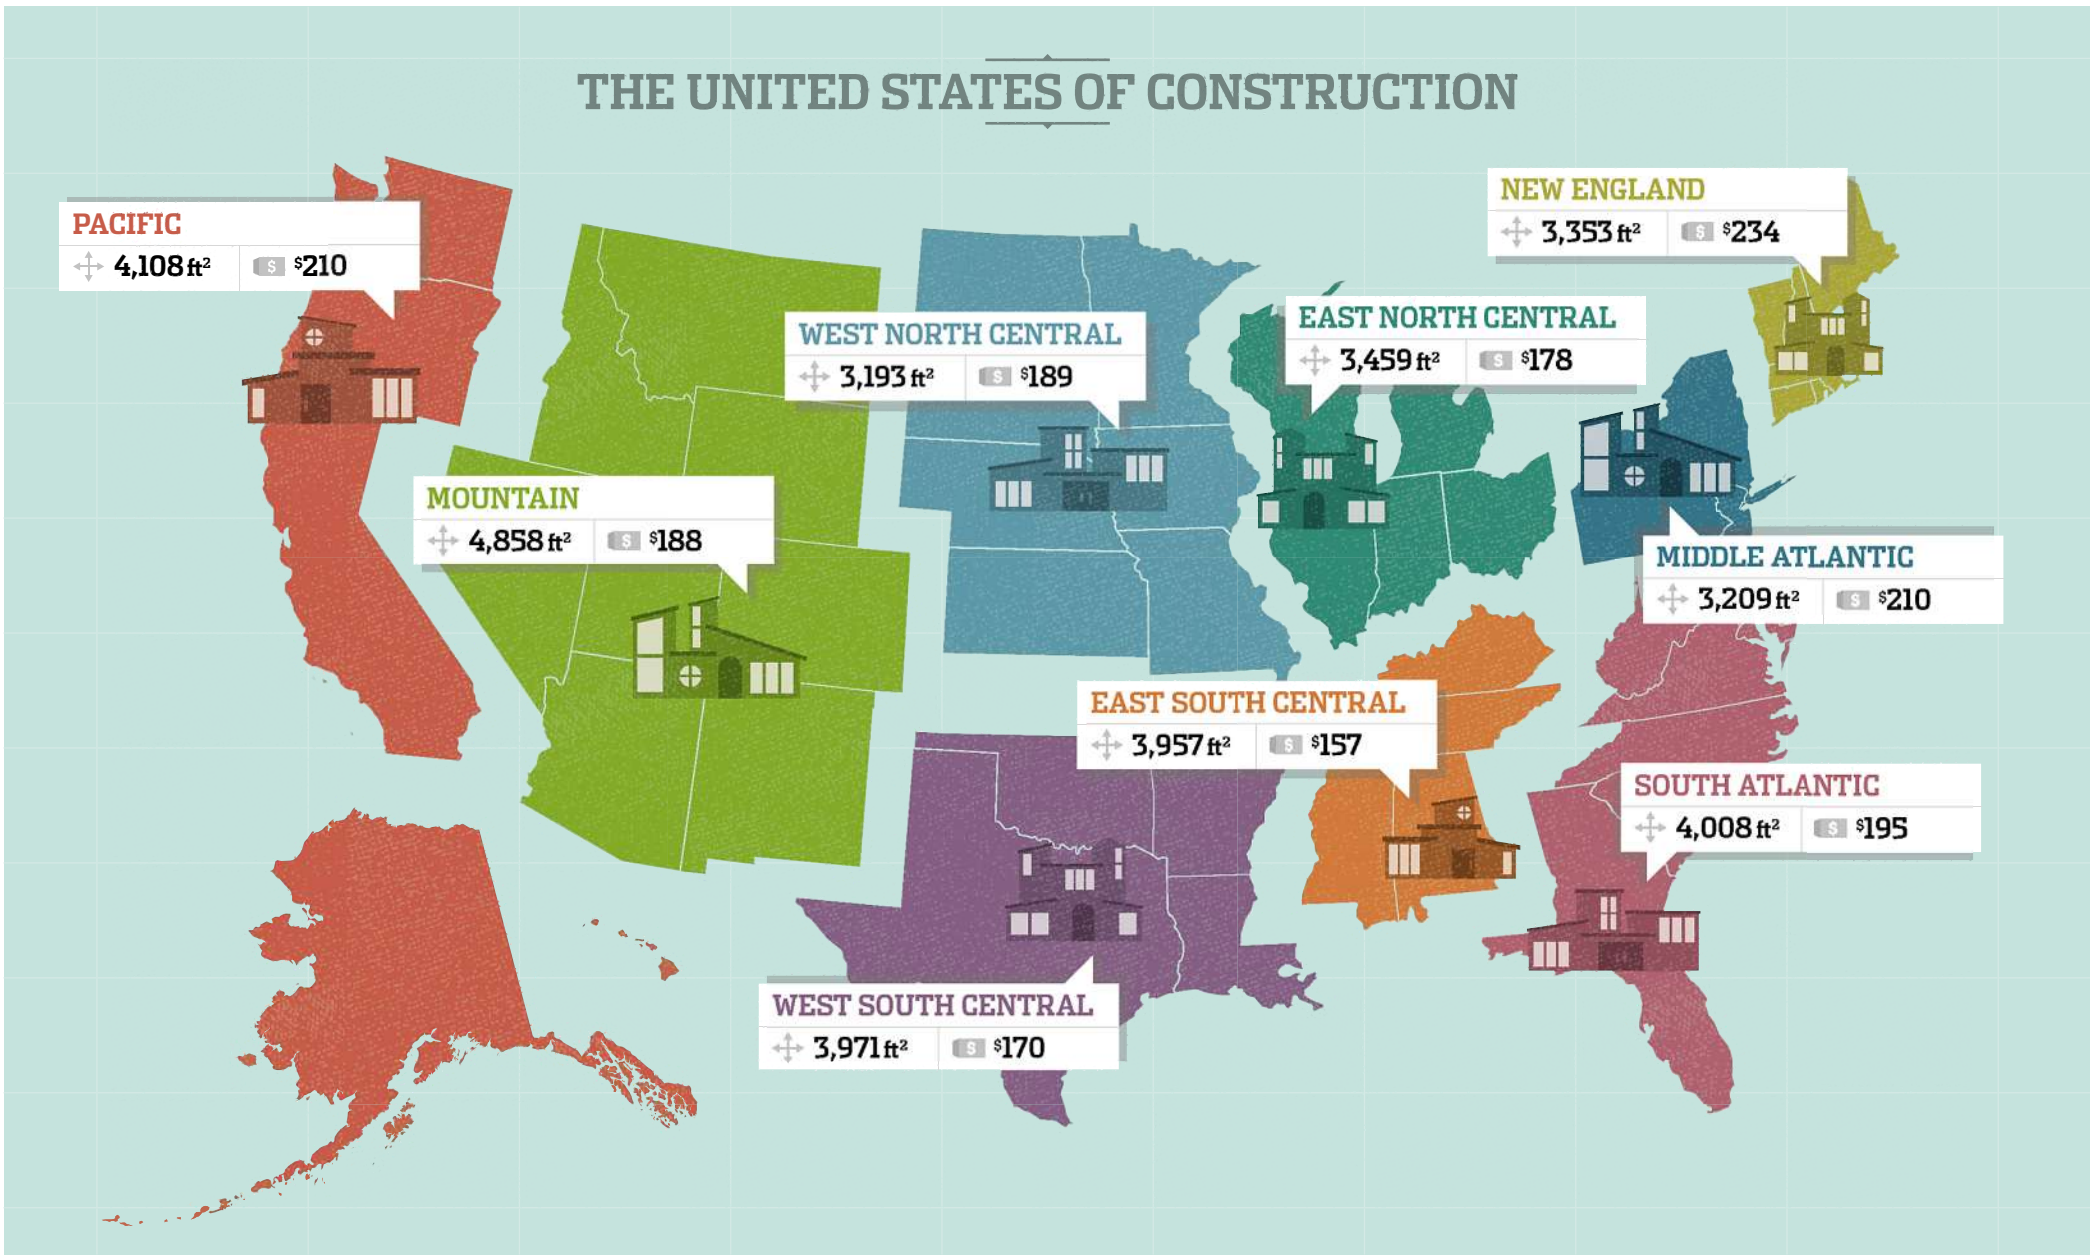 THE UNITED STATES OF CONSTRUCTION
PACIFIC
4,108 ft² $210
NEW ENGLAND
3,353 ft² $234
WEST NORTH CENTRAL
3,193 ft² $189
EAST NORTH CENTRAL
3,459 ft² $178
MOUNTAIN
4,858 ft² $188
MIDDLE ATLANTIC
3,209 ft² $210
EAST SOUTH CENTRAL
3,957 ft² $157
SOUTH ATLANTIC
4,008 ft² $195
WEST SOUTH CENTRAL
3,971 ft² $170